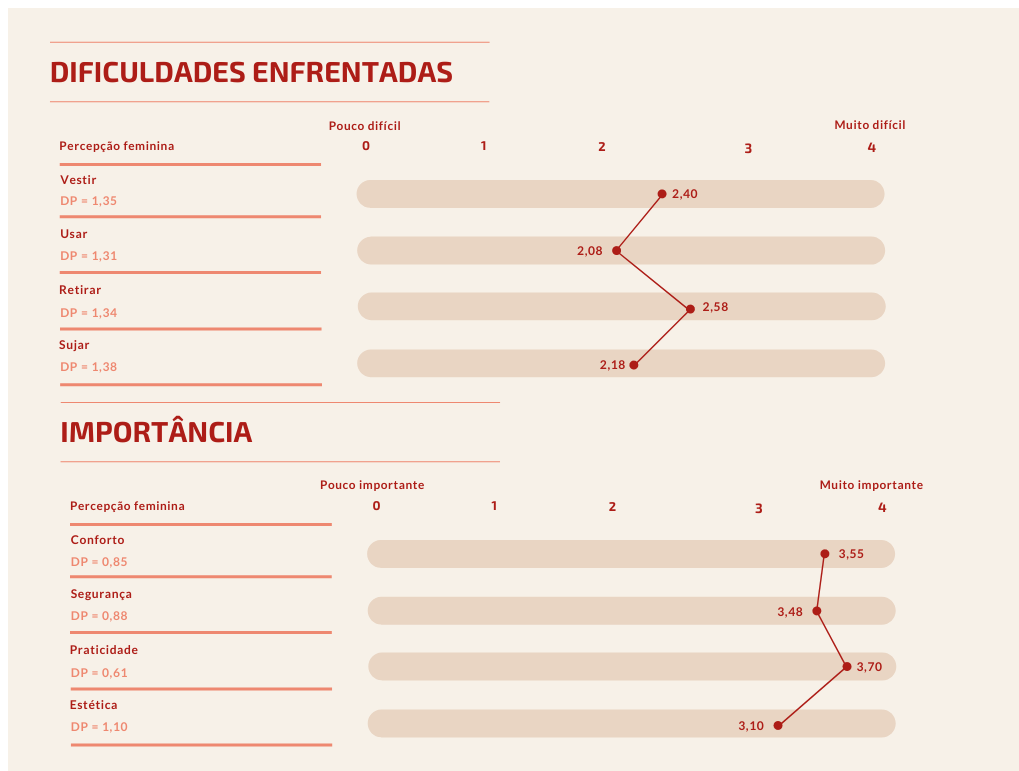 DIFICULDADES ENFRENTADAS
Pouco difícil Muito difícil
Percepção feminina 0 1 2 3 4
Vestir
DP = 1,35
2,40
Usar
DP = 1,31
2,08
Retirar
DP = 1,34
2,58
Sujar
DP = 1,38
2,18
IMPORTÂNCIA
Pouco importante Muito importante
Percepção feminina 0 1 2 3 4
Conforto
DP = 0,85
3,55
Segurança
DP = 0,88
3,48
Praticidade
DP = 0,61
3,70
Estética
DP = 1,10
3,10